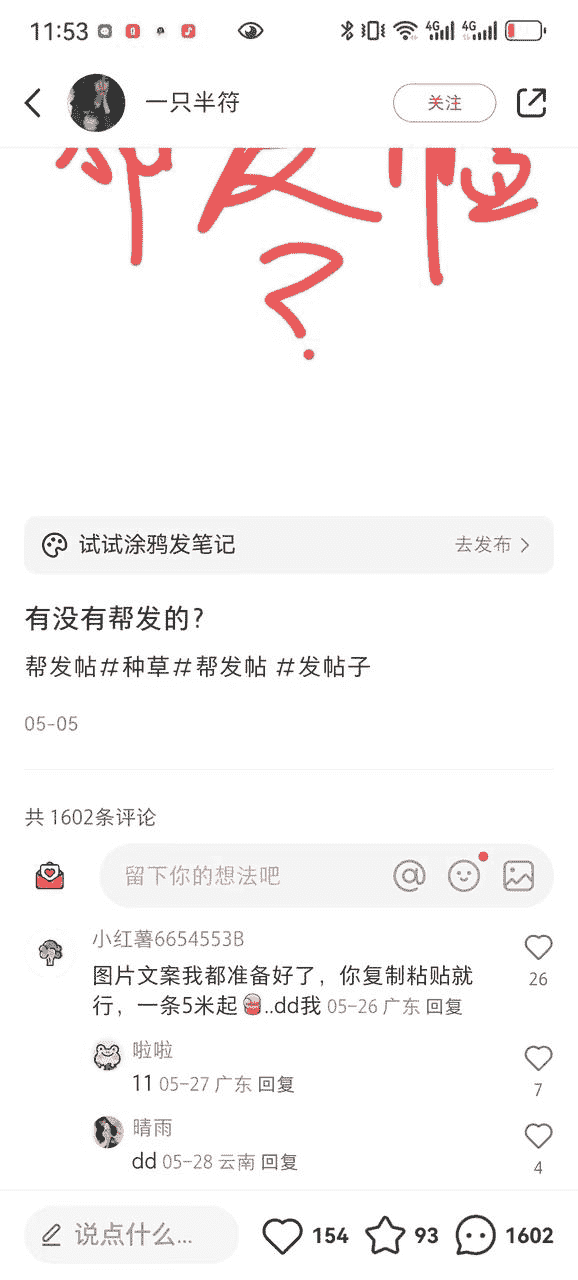 11:53
4G 4G
一只半符
关注
帮发帖
?
试试涂鸦发笔记
去发布
有没有帮发的?
帮发帖#种草#帮发帖 #发帖子
05-05
共 1602条评论
留下你的想法吧
小红薯6654553B
图片文案我都准备好了，你复制粘贴就
行，一条5米起..dd我 05-26 广东 回复
26
啦啦
11 05-27 广东 回复
7
晴雨
dd 05-28 云南 回复
4
说点什么...
154
93
1602